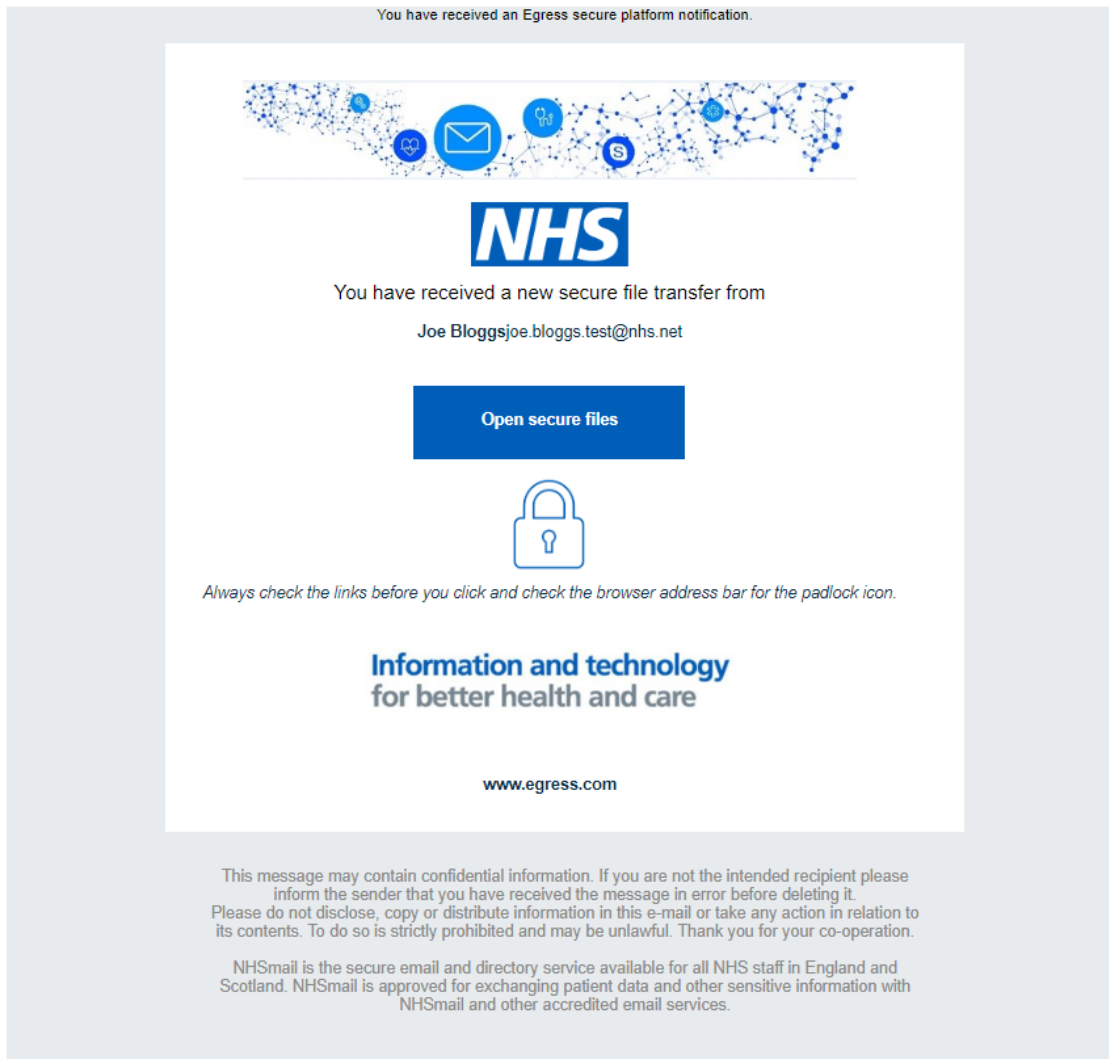 You have received an Egress secure platform notification.
NHS
You have received a new secure file transfer from
Joe Bloggsjoe.bloggs.test@nhs.net
Open secure files
Always check the links before you click and check the browser address bar for the padlock icon.
Information and technology
for better health and care
www.egress.com
This message may contain confidential information. If you are not the intended recipient please
inform the sender that you have received the message in error before deleting it.
Please do not disclose, copy or distribute information in this e-mail or take any action in relation to
its contents. To do so is strictly prohibited and may be unlawful. Thank you for your co-operation.
NHSmail is the secure email and directory service available for all NHS staff in England and
Scotland. NHSmail is approved for exchanging patient data and other sensitive information with
NHSmail and other accredited email services.